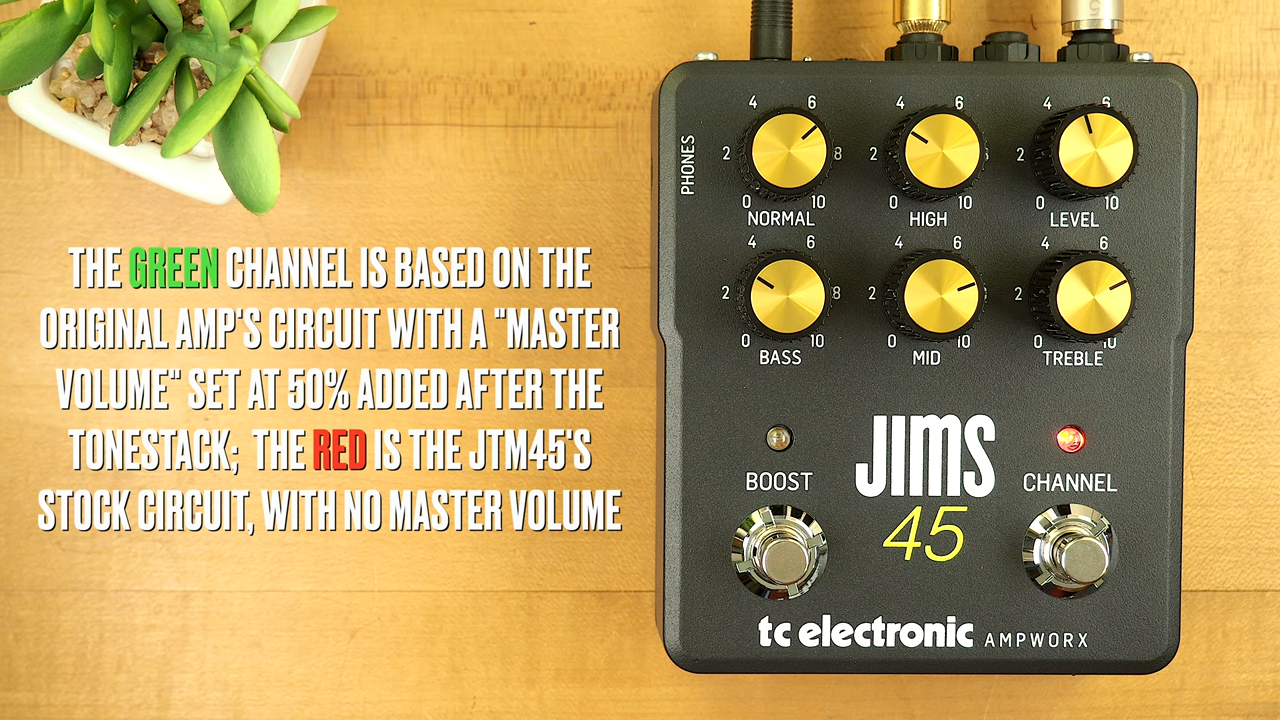 THE GREEN CHANNEL IS BASED ON THE
ORIGINAL AMP'S CIRCUIT WITH A "MASTER
VOLUME" SET AT 50% ADDED AFTER THE
TONESTACK; THE RED IS THE JTM45'S
STOCK CIRCUIT, WITH NO MASTER VOLUME
PHONES
4 6 4 6 4 6
2 8 2 2
0 10 0 10 0 10
NORMAL HIGH LEVEL
4 6 4 6 4 6
2 8 2 2
0 10 0 10 0 10
BASS MID TREBLE
BOOST
JIMS
45
CHANNEL
tc electronic AMPWORX